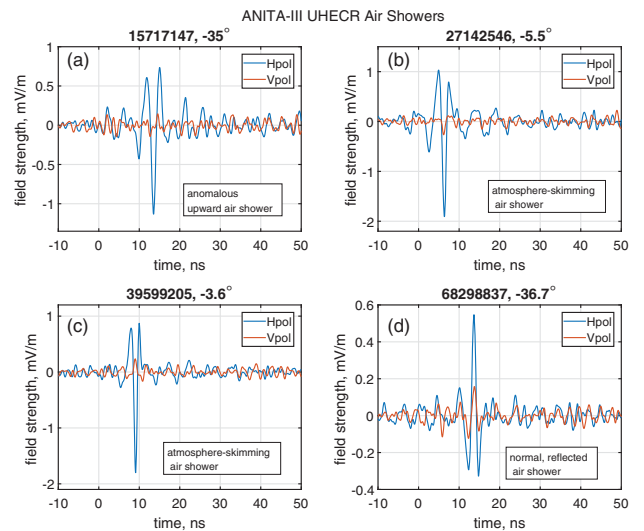 ANITA-III UHECR Air Showers
15717147, -35°
(a)
Hpol
Vpol
field strength, mV/m
1
0.5
0
-0.5
-1
anomalous
upward air shower
-10 0 10 20 30 40 50
time, ns
27142546, -5.5°
(b)
Hpol
Vpol
field strength, mV/m
1
0
-1
-2
atmosphere-skimming
air shower
-10 0 10 20 30 40 50
time, ns
39599205, -3.6°
(c)
Hpol
Vpol
field strength, mV/m
1
0
-1
-2
atmosphere-skimming
air shower
-10 0 10 20 30 40 50
time, ns
68298837, -36.7°
(d)
Hpol
Vpol
field strength, mV/m
0.6
0.4
0.2
0
-0.2
-0.4
normal, reflected
air shower
-10 0 10 20 30 40 50
time, ns